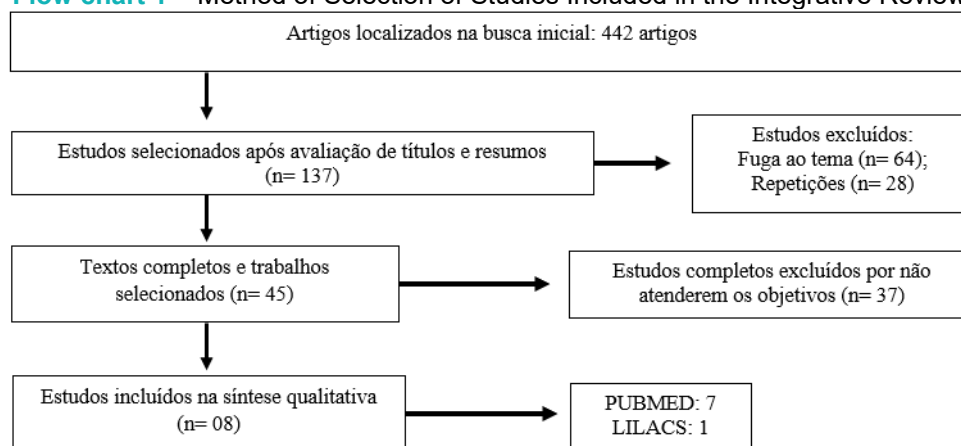 Flow chart 1 – Method of Selection of Studies Included in the Integrative Review
Artigos localizados na busca inicial: 442 artigos
Estudos selecionados após avaliação de títulos e resumos
(n= 137)
Estudos excluídos:
Fuga ao tema (n= 64);
Repetições (n= 28)
Textos completos e trabalhos
selecionados (n= 45)
Estudos completos excluídos por não
atenderem os objetivos (n= 37)
Estudos incluídos na síntese qualitativa
(n= 08)
PUBMED: 7
LILACS: 1